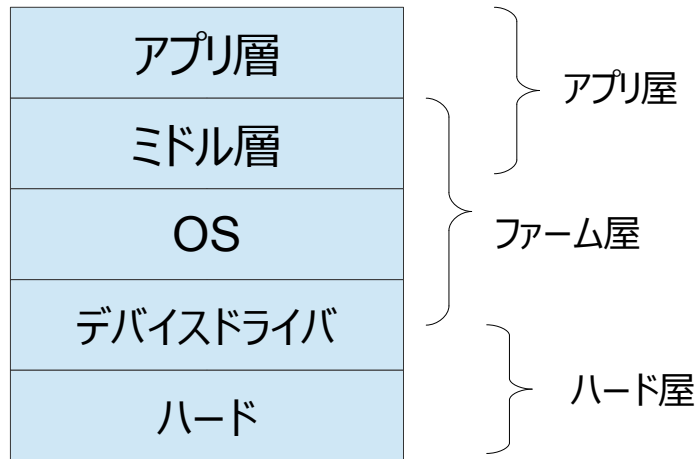 アプリ層
アプリ屋
ミドル層
OS
ファーム屋
デバイスドライバ
ハード屋
ハード